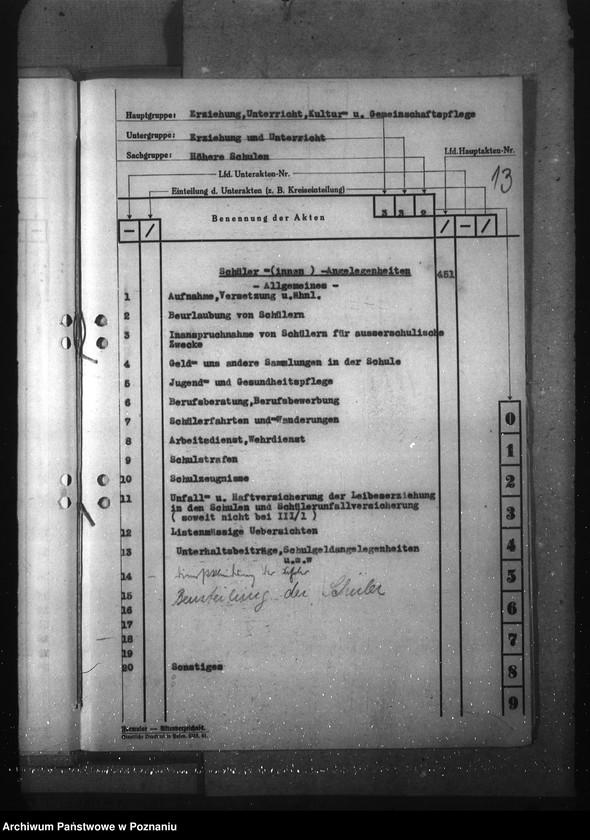 Hauptgruppe: Erziehung,Unterricht,Kultur= u. Gemeinschaftspflege
Untergruppe: Erziehung und Unterricht
Sachgruppe: Höhere Schulen
Lfd. Hauptakten-Nr.
13
Lfd. Unterakten-Nr.
Einteilung d. Unterakten (z. B. Kreiseinteilung)
Benennung der Akten
3 3 2
— / / — /
Schüler =(innen ) -Angelegenheiten 451
- Allgemeines -
1 Aufnahme,Versetzung u.ähnl.
2 Beurlaubung von Schülern
3 Inanspruchnahme von Schülern für ausserschulische
Zwecke
4 Geld= uns andere Sammlungen in der Schule
5 Jugend= und Gesundheitspflege
6 Berufsberatung,Berufsbewerbung
7 Schülerfahrten und=Wanderungen
8 Arbeitsdienst,Wehrdienst
9 Schulstrafen
10 Schulzeugnisse
11 Unfall= u. Haftversicherung der Leibeserziehung
in den Schulen und Schülerunfallversicherung
( soweit nicht bei III/1 )
12 Listenmässige Uebersichten
13 Unterhaltsbeiträge,Schulgeldangelegenheiten
u.s.w
14
15 Beurteilung der Schüler
16
17
18
19
20 Sonstiges
0
1
2
3
4
5
6
7
8
9
Archiwum Państwowe w Poznaniu